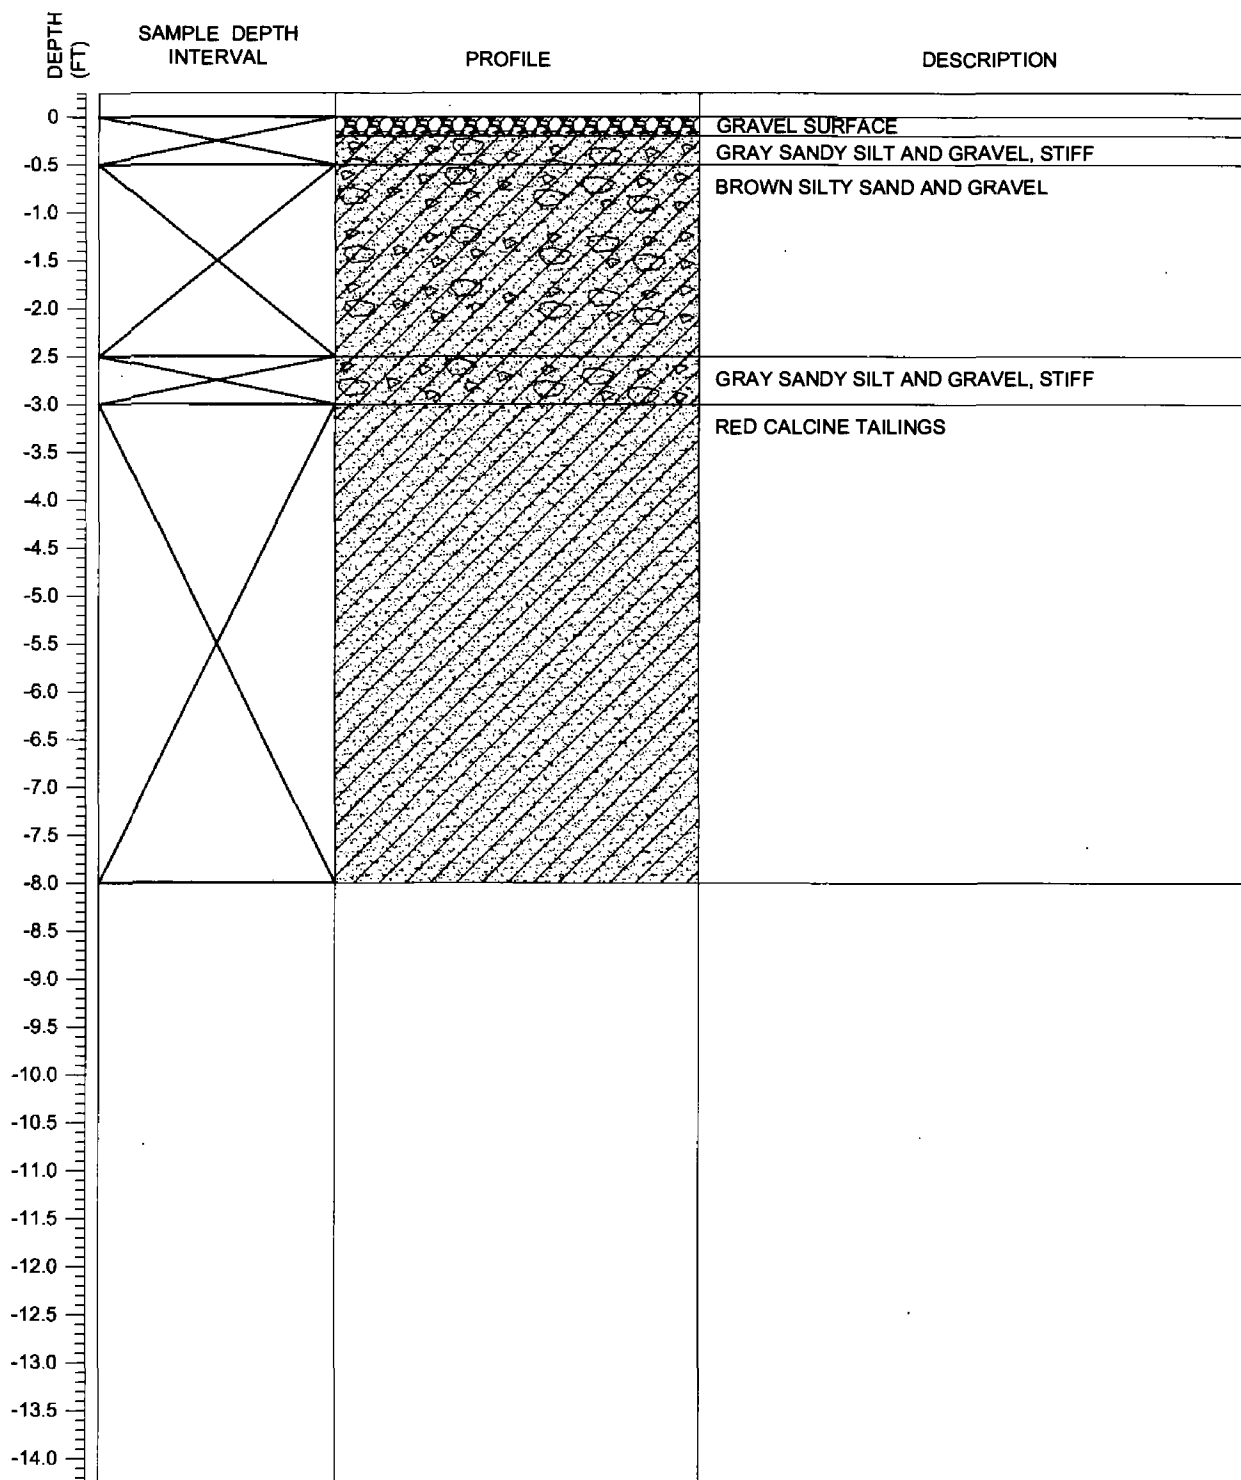 DEPTH
(FT)
SAMPLE DEPTH
INTERVAL
PROFILE
DESCRIPTION
0
GRAVEL SURFACE
GRAY SANDY SILT AND GRAVEL, STIFF
-0.5
BROWN SILTY SAND AND GRAVEL
-1.0
-1.5
-2.0
2.5
GRAY SANDY SILT AND GRAVEL, STIFF
-3.0
RED CALCINE TAILINGS
-3.5
-4.0
-4.5
-5.0
-5.5
-6.0
-6.5
-7.0
-7.5
-8.0
-8.5
-9.0
-9.5
-10.0
-10.5
-11.0
-11.5
-12.0
-12.5
-13.0
-13.5
-14.0